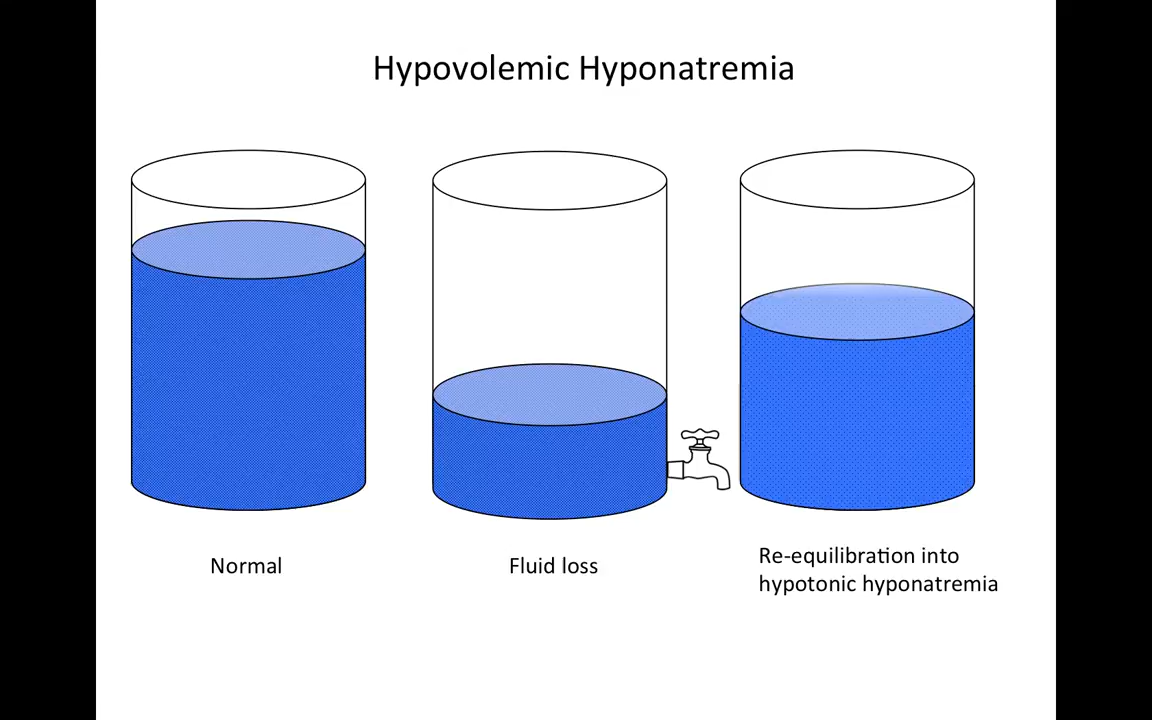 Hypovolemic Hyponatremia
Normal
Fluid loss
Re-equilibration into
hypotonic hyponatremia